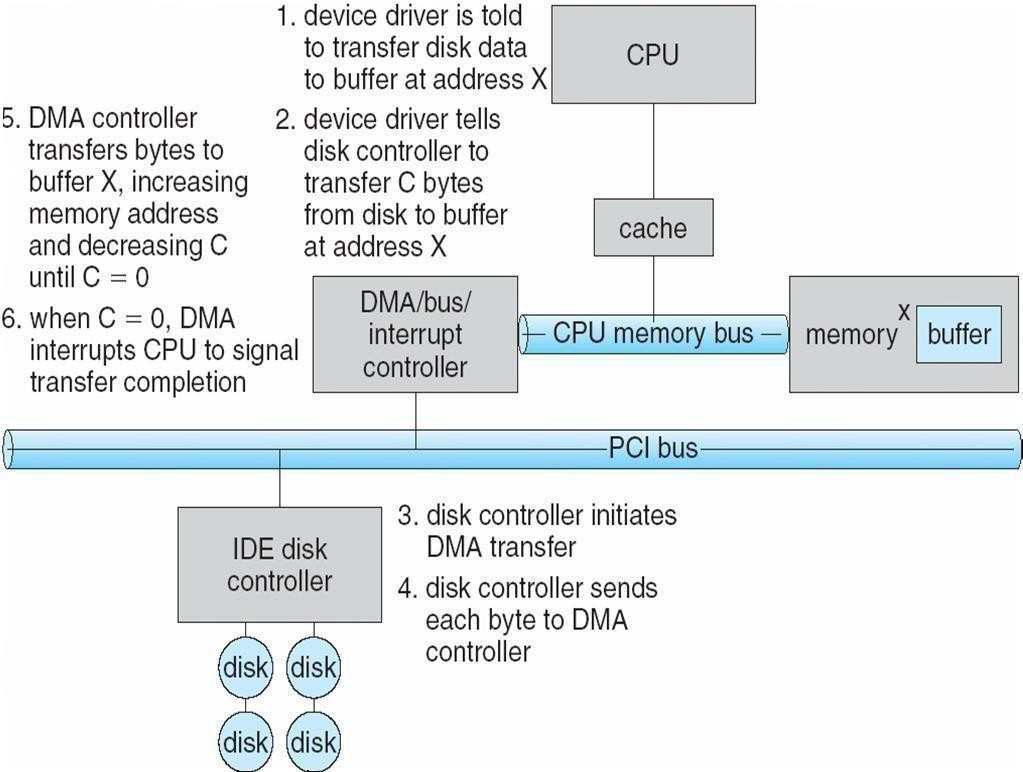 1. device driver is told
to transfer disk data
to buffer at address X
CPU
5. DMA controller
transfers bytes to
buffer X, increasing
memory address
and decreasing C
until C = 0
2. device driver tells
disk controller to
transfer C bytes
from disk to buffer
at address X
cache
6. when C = 0, DMA
interrupts CPU to signal
transfer completion
DMA/bus/
interrupt
controller
CPU memory bus
memory
x
buffer
PCI bus
IDE disk
controller
3. disk controller initiates
DMA transfer
4. disk controller sends
each byte to DMA
controller
disk
disk
disk
disk